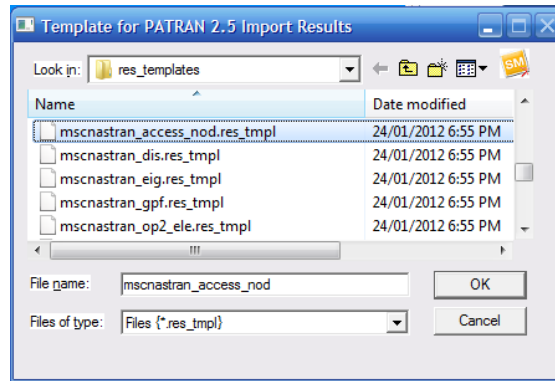 Template for PATRAN 2.5 Import Results
Look in: res_templates
SM
Name Date modified
mscnastran_access_nod.res_tmpl 24/01/2012 6:55 PM
mscnastran_dis.res_tmpl 24/01/2012 6:55 PM
mscnastran_eig.res_tmpl 24/01/2012 6:55 PM
mscnastran_gpf.res_tmpl 24/01/2012 6:55 PM
mscnastran_op2_ele.res_tmpl 24/01/2012 6:55 PM
File name: mscnastran_access_nod OK
Files of type: Files {*.res_tmpl} Cancel